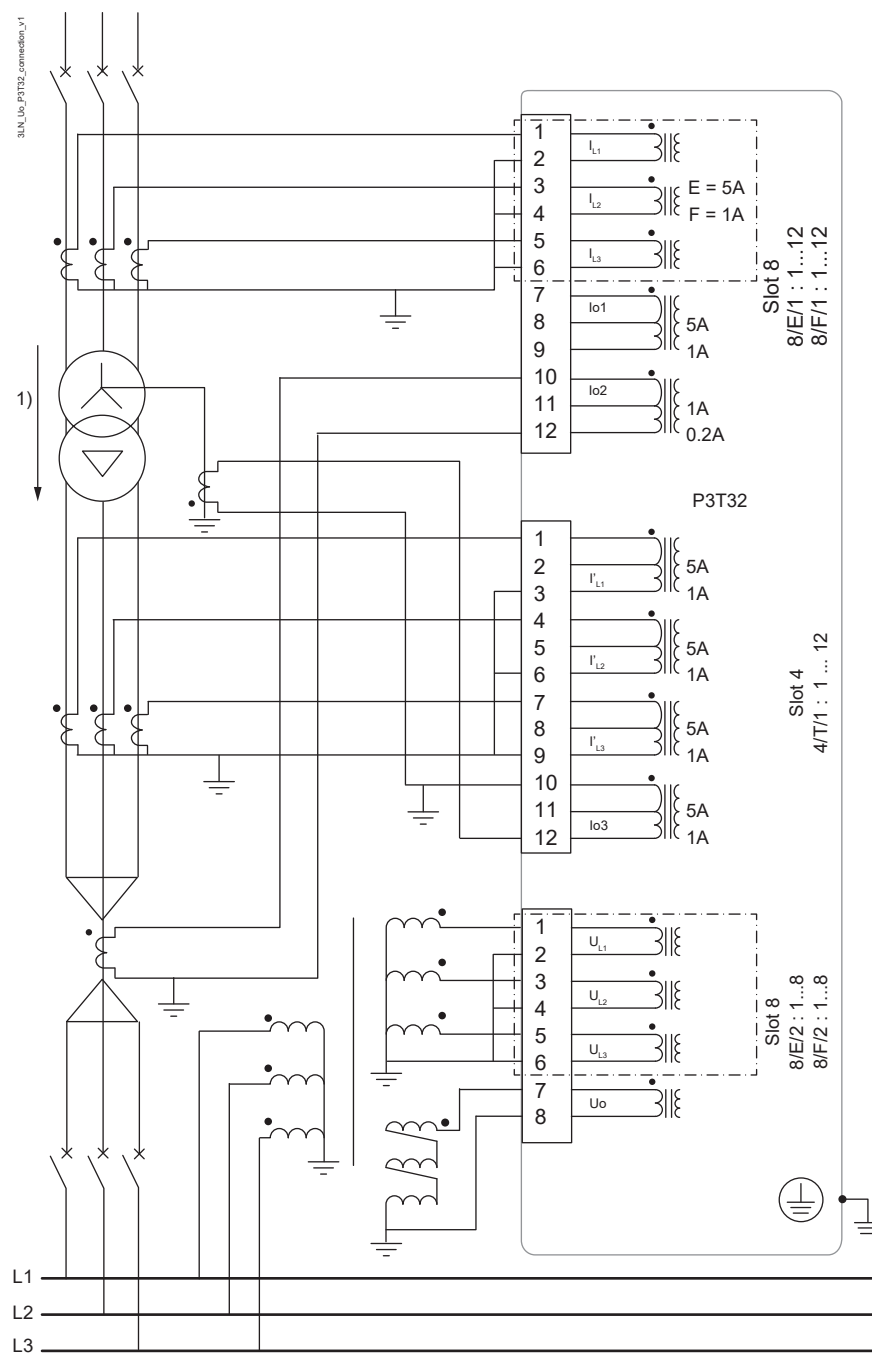 3LN_Uo_P3T32_connection_v1
1
2
3
4
5
6
7
8
9
10
11
12
IL1
IL2
IL3
E = 5A
F = 1A
Io1
5A
1A
Io2
1A
0.2A
Slot 8
8/E/1 : 1...12
8/F/1 : 1...12
1)
P3T32
1
2
3
4
5
6
7
8
9
10
11
12
I'L1
5A
1A
I'L2
5A
1A
I'L3
5A
1A
Io3
5A
1A
Slot 4
4/T/1 : 1 ... 12
1
2
3
4
5
6
7
8
UL1
UL2
UL3
Uo
Slot 8
8/E/2 : 1...8
8/F/2 : 1...8
L1
L2
L3